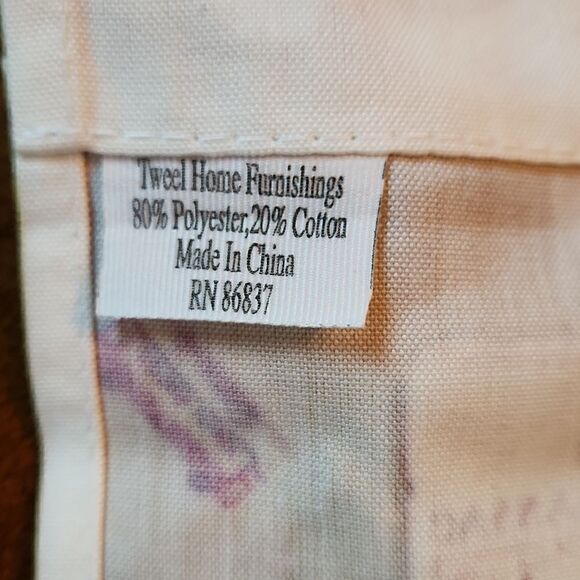 Tweel Home Furnishings
80% Polyester,20% Cotton
Made In China
RN 86837